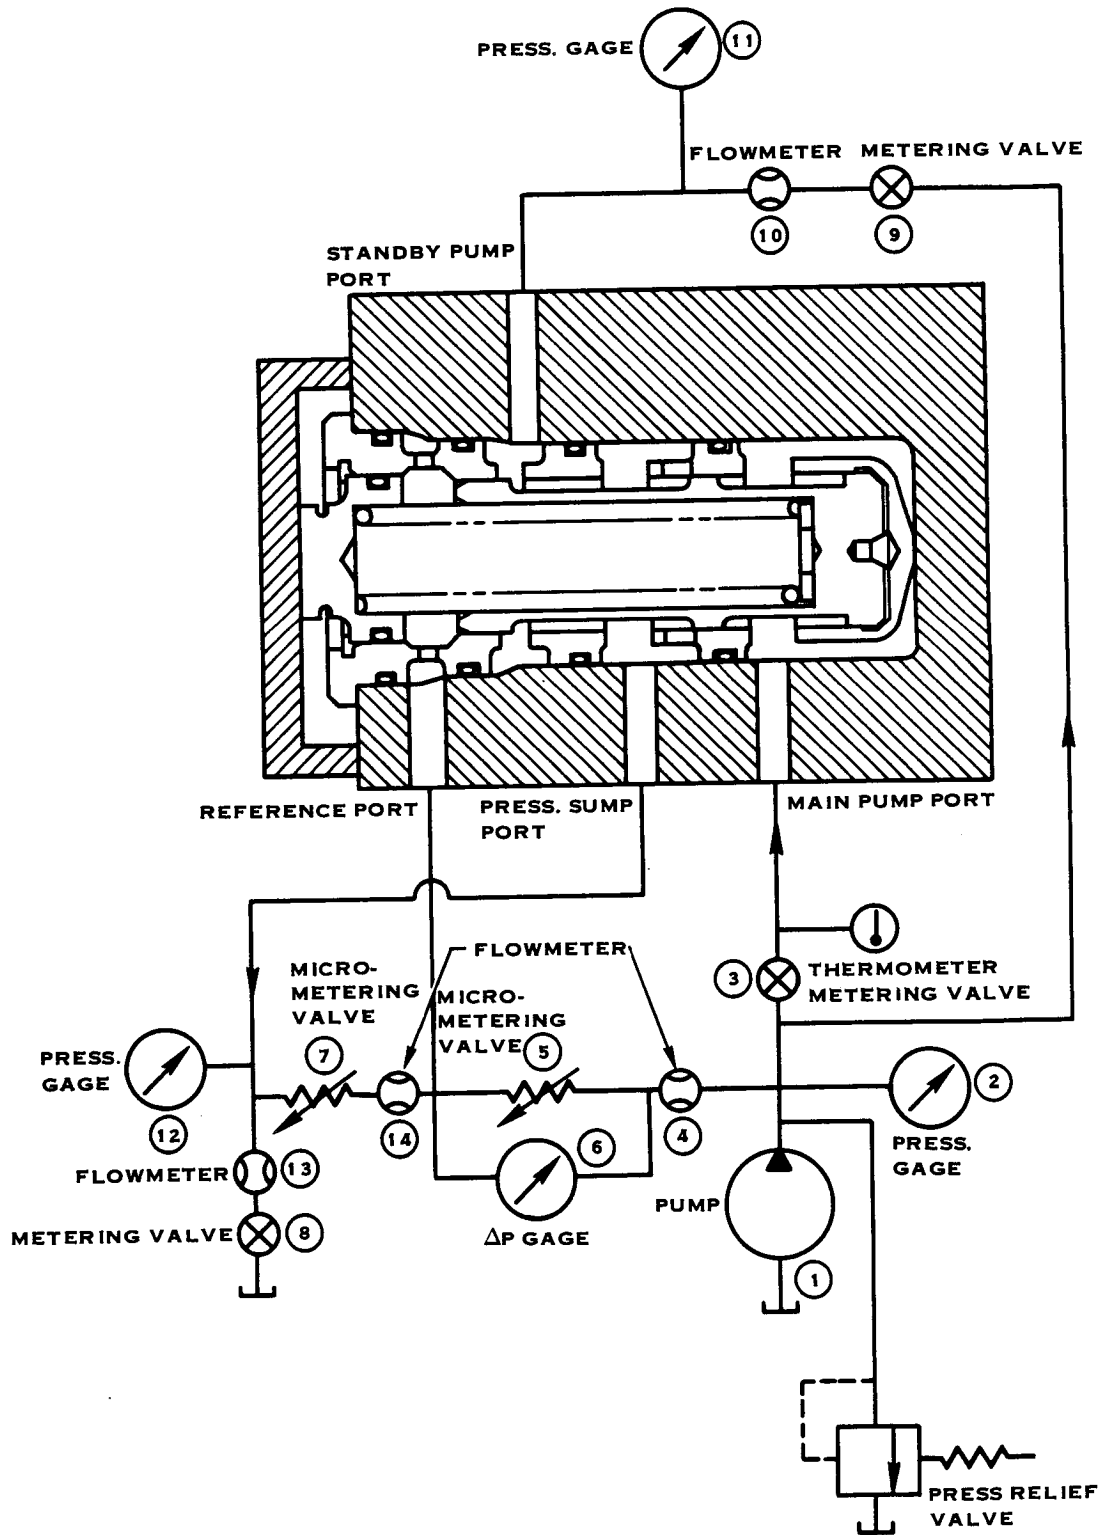 PRESS. GAGE
11
FLOWMETER METERING VALVE
10
9
STANDBY PUMP
PORT
REFERENCE PORT
PRESS. SUMP
PORT
MAIN PUMP PORT
FLOWMETER
MICRO-
METERING
VALVE
MICRO-
METERING
VALVE
3
THERMOMETER
METERING VALVE
PRESS.
GAGE
7
5
2
12
14
6
4
PRESS.
GAGE
FLOWMETER
13
PUMP
METERING VALVE
8
ΔP GAGE
1
PRESS RELIEF
VALVE